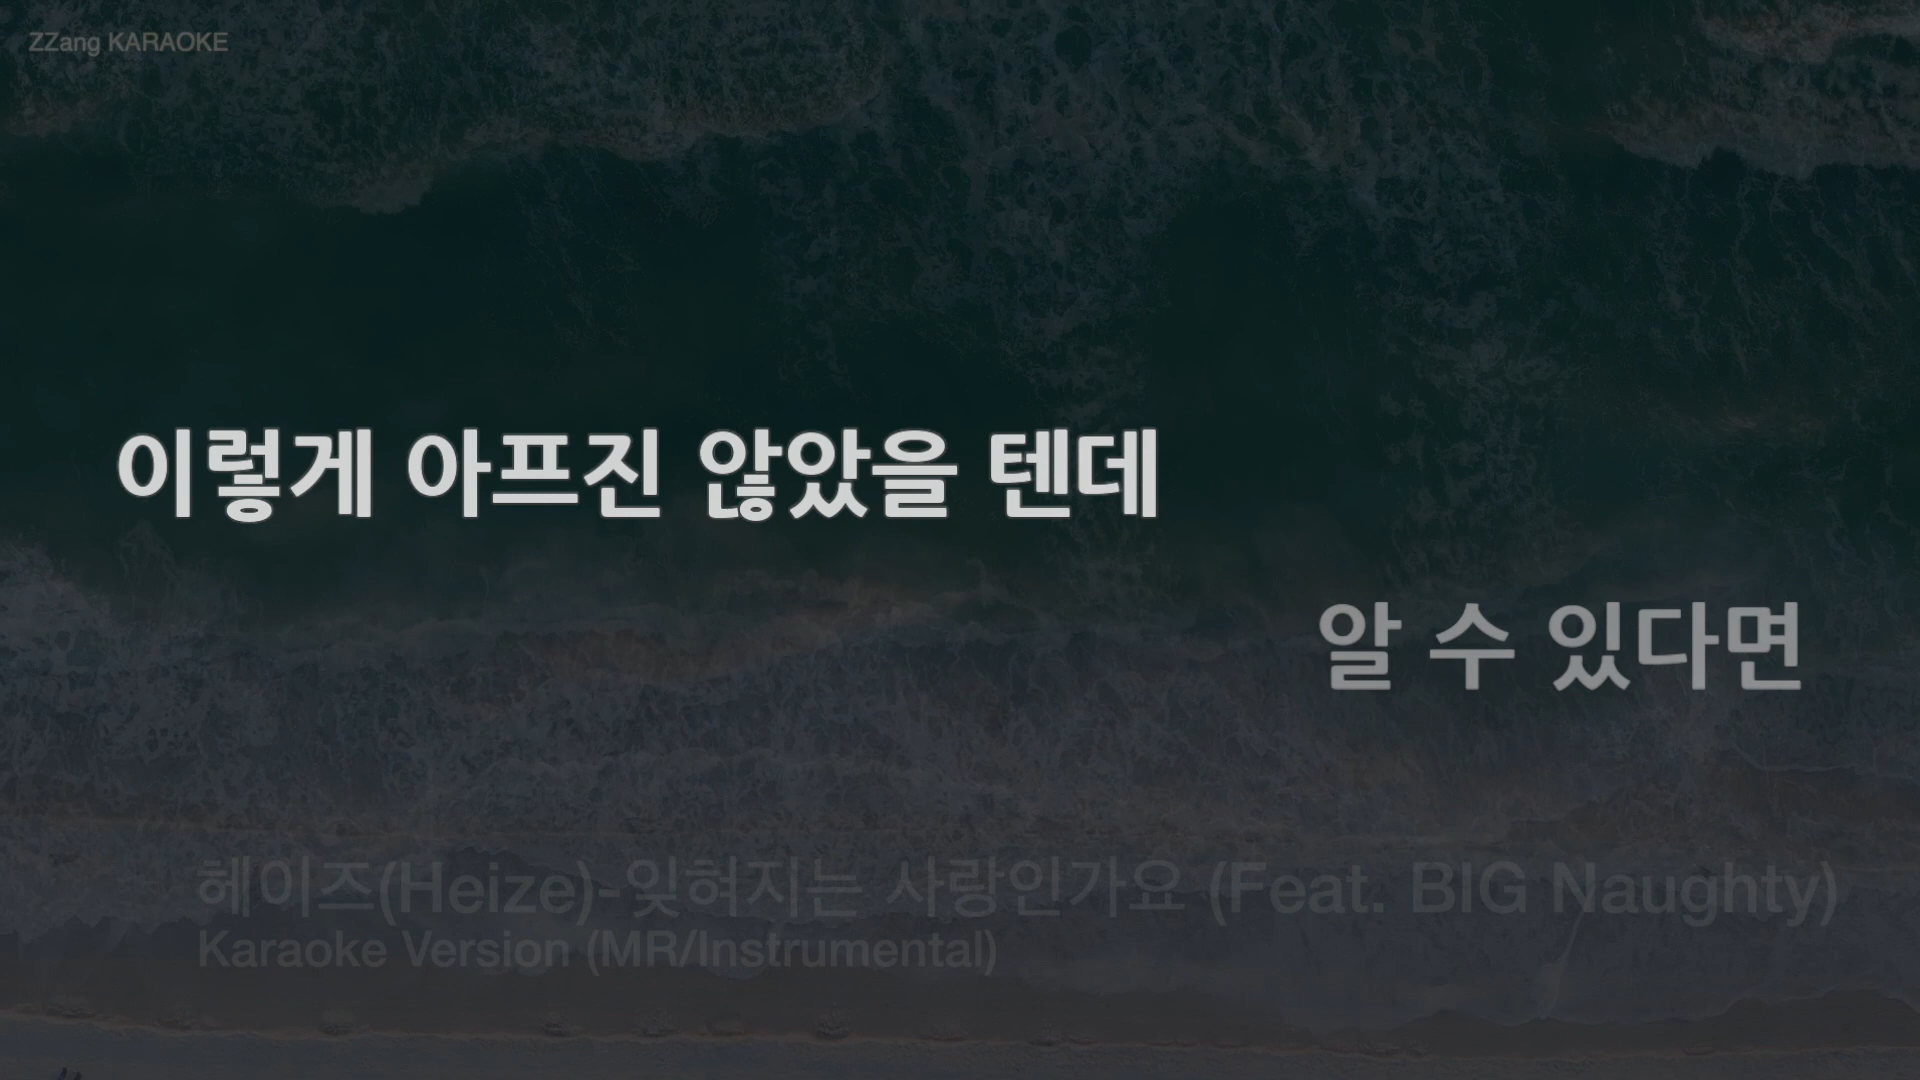 ZZang KARAOKE
이렇게 아프진 않았을 텐데
알 수 있다면
헤이즈(Heize)-잊혀지는 사랑인가요 (Feat. BIG Naughty)
Karaoke Version (MR/Instrumental)